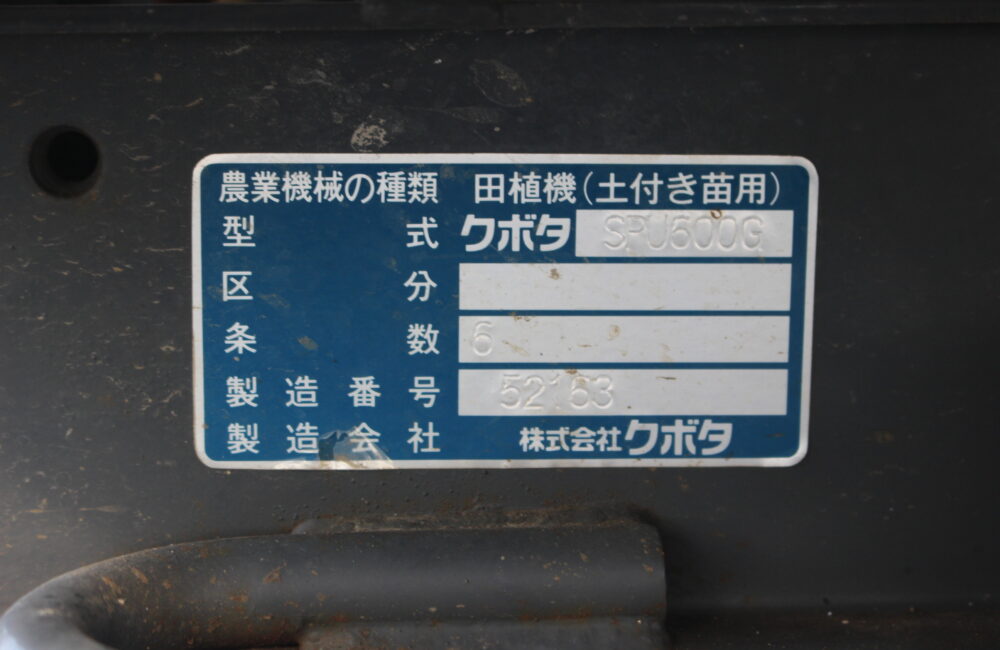 農業機械の種類 田植機(土付き苗用)
型式 クボタ SPU600G
区分
条数 6
製造番号 52163
製造会社 株式会社クボタ